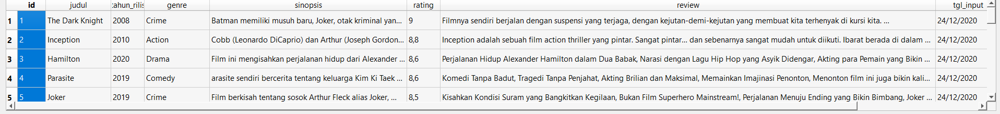 id judul tahun_rilis genre sinopsis rating review tgl_input
1 1 The Dark Knight 2008 Crime Batman memiliki musuh baru, Joker, otak kriminal yan... 9 Filmnya sendiri berjalan dengan suspensi yang terjaga, dengan kejutan-demi-kejutan yang membuat kita terhenyak di kursi kita. ... 24/12/2020
2 2 Inception 2010 Action Cobb (Leonardo DiCaprio) dan Arthur (Joseph Gordon... 8,8 Inception adalah sebuah film action thriller yang pintar. Sangat pintar... dan sebenarnya sangat mudah untuk diikuti. Ibarat berada di dalam ... 24/12/2020
3 3 Hamilton 2020 Drama Film ini mengisahkan perjalanan hidup dari Alexander ... 8,6 Perjalanan Hidup Alexander Hamilton dalam Dua Babak, Narasi dengan Lagu Hip Hop yang Asyik Didengar, Akting para Pemain yang Bikin ... 24/12/2020
4 4 Parasite 2019 Comedy arasite sendiri bercerita tentang keluarga Kim Ki Taek ... 8,6 Komedi Tanpa Badut, Tragedi Tanpa Penjahat, Akting Brilian dan Maksimal, Memainkan Imajinasi Penonton, Menonton film ini juga bikin kali... 24/12/2020
5 5 Joker 2019 Crime Film berkisah tentang sosok Arthur Fleck alias Joker, ... 8,5 Kisahkan Kondisi Suram yang Bangkitkan Kegilaan, Bukan Film Superhero Mainstream!, Perjalanan Menuju Ending yang Bikin Bimbang, Joker ... 24/12/2020